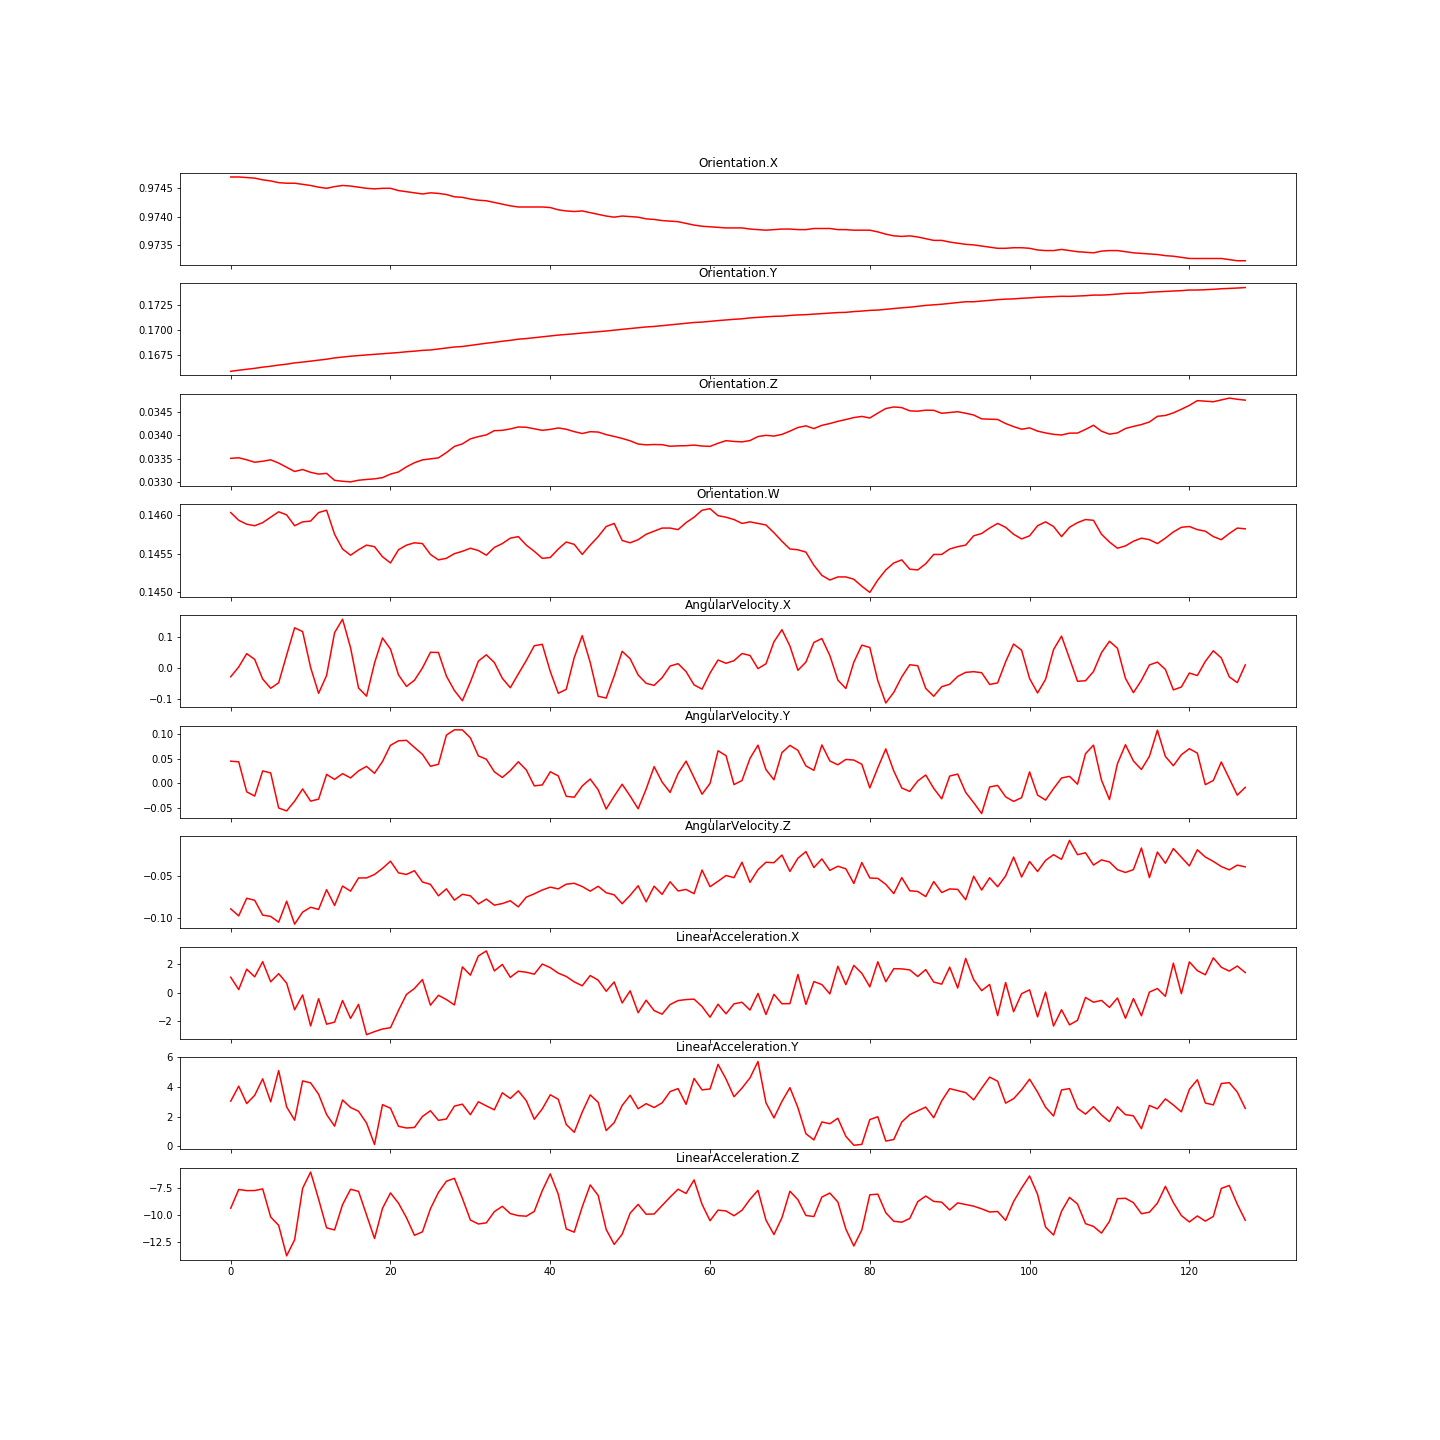 Orientation.X
0.9745
0.9740
0.9735
Orientation.Y
0.1725
0.1700
0.1675
Orientation.Z
0.0345
0.0340
0.0335
0.0330
Orientation.W
0.1460
0.1455
0.1450
AngularVelocity.X
0.1
0.0
−0.1
AngularVelocity.Y
0.10
0.05
0.00
−0.05
AngularVelocity.Z
−0.05
−0.10
LinearAcceleration.X
2
0
−2
LinearAcceleration.Y
6
4
2
0
LinearAcceleration.Z
−7.5
−10.0
−12.5
0 20 40 60 80 100 120